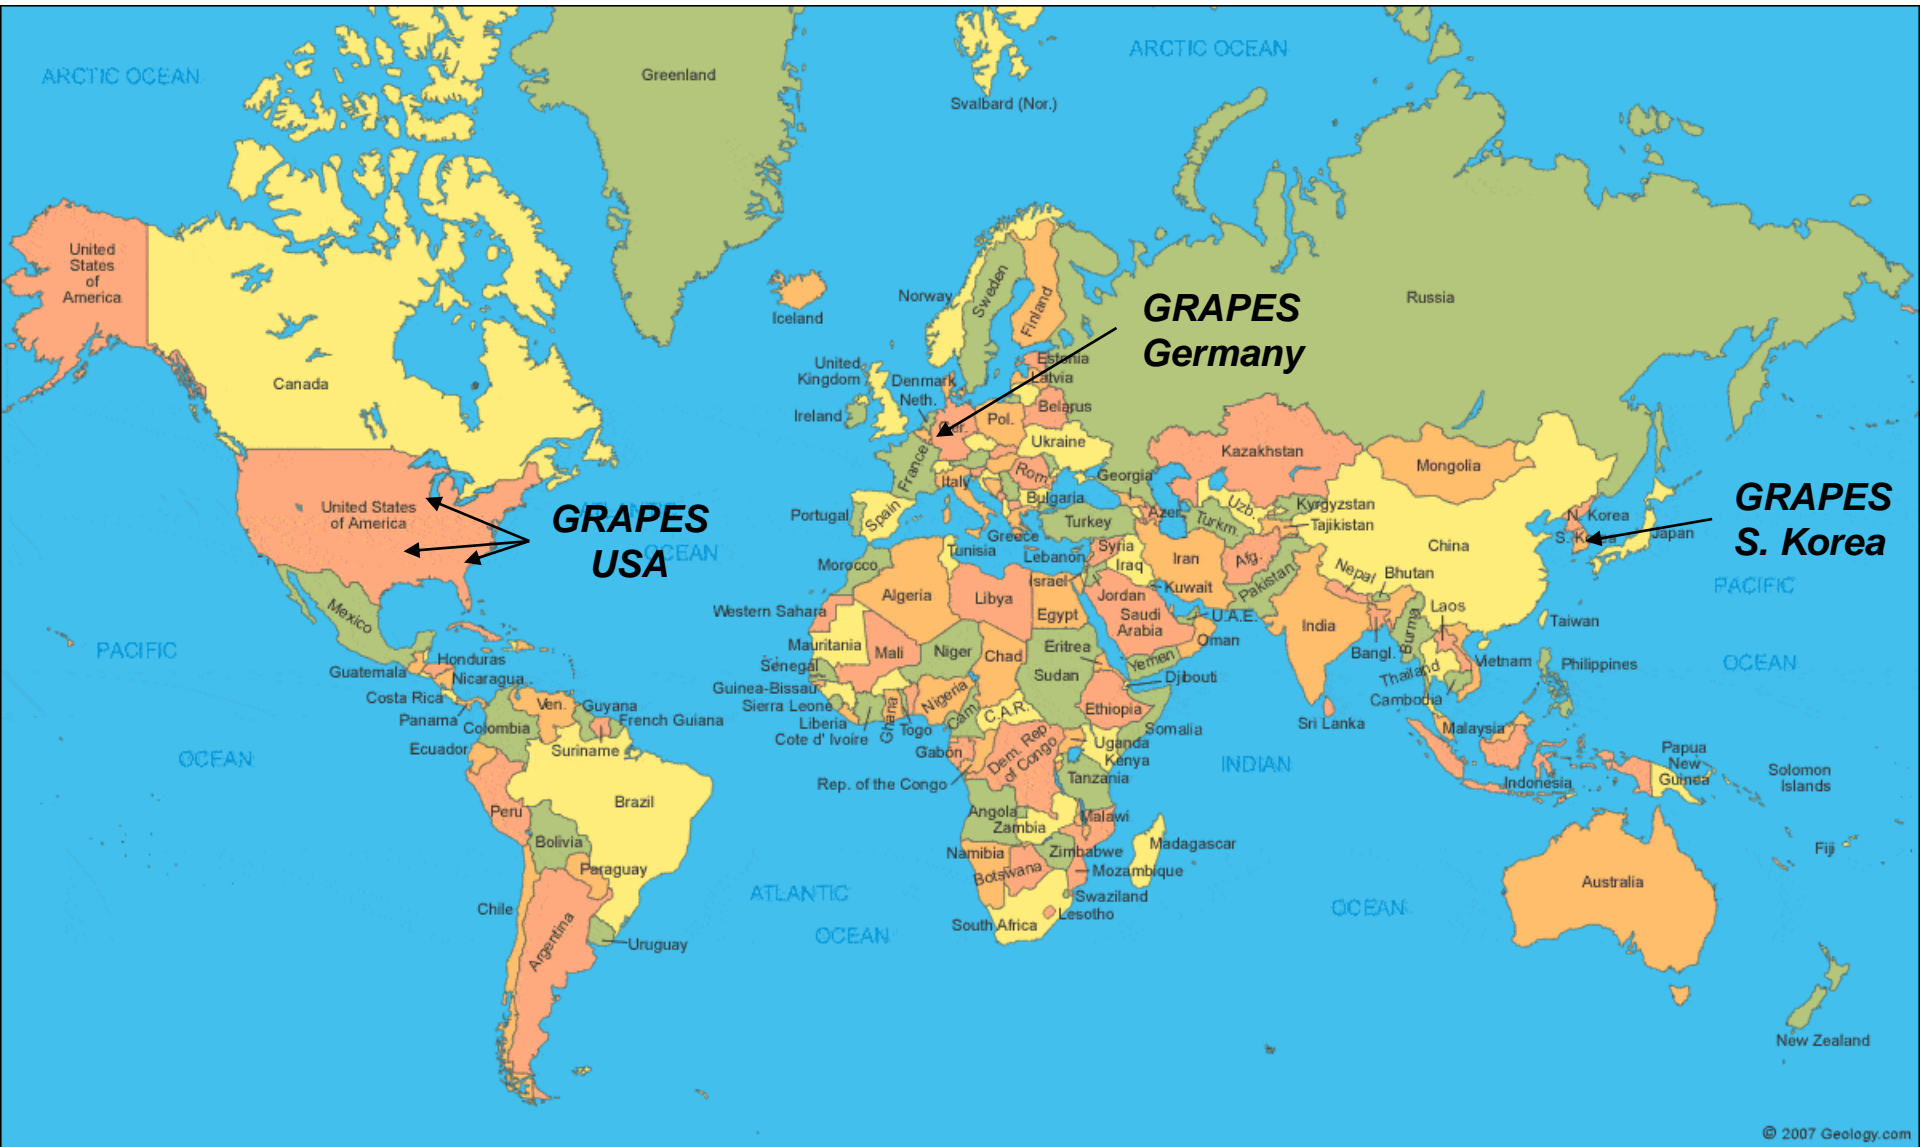 ARCTIC OCEAN
ARCTIC OCEAN
Greenland
Svalbard (Nor.)
United
States
of
America
Canada
Iceland
Norway
Sweden
Finland
Russia
GRAPES
Germany
Estonia
Latvia
Belarus
United
Kingdom
Ireland
Denmark
Neth.
Ger.
Pol.
Ukraine
France
Rom.
Italy
Bulgaria
Georgia
Kazakhstan
Mongolia
United States
of America
ATLANTIC
OCEAN
GRAPES
USA
Portugal
Spain
Greece
Turkey
Azer.
Uzb.
Turkm.
Kyrgyzstan
Tajikistan
China
N. Korea
S. Korea
Japan
GRAPES
S. Korea
PACIFIC
OCEAN
Morocco
Tunisia
Lebanon
Israel
Syria
Iraq
Iran
Afg.
Pakistan
Nepal
Bhutan
Kuwait
Jordan
Saudi
Arabia
U.A.E.
Oman
Yemen
Western Sahara
Algeria
Libya
Egypt
Mauritania
Mali
Niger
Chad
Sudan
Eritrea
Djibouti
Ethiopia
Somalia
India
Bangl.
Burma
Laos
Thailand
Vietnam
Cambodia
Taiwan
Philippines
Sri Lanka
Malaysia
Indonesia
Papua
New
Guinea
Solomon
Islands
Fiji
Mexico
PACIFIC
OCEAN
Guatemala
Honduras
Nicaragua
Costa Rica
Panama
Ven.
Guyana
French Guiana
Suriname
Colombia
Ecuador
Peru
Brazil
Bolivia
Paraguay
Chile
Argentina
Uruguay
Senegal
Guinea-Bissau
Sierra Leone
Liberia
Cote d' Ivoire
Ghana
Togo
Nigeria
Cam.
C.A.R.
Gabon
Rep. of the Congo
Dem. Rep.
of Congo
Uganda
Kenya
Tanzania
Angola
Zambia
Malawi
Namibia
Botswana
Zimbabwe
Mozambique
Madagascar
Swaziland
Lesotho
South Africa
ATLANTIC
OCEAN
INDIAN
OCEAN
Australia
New Zealand
© 2007 Geology.com